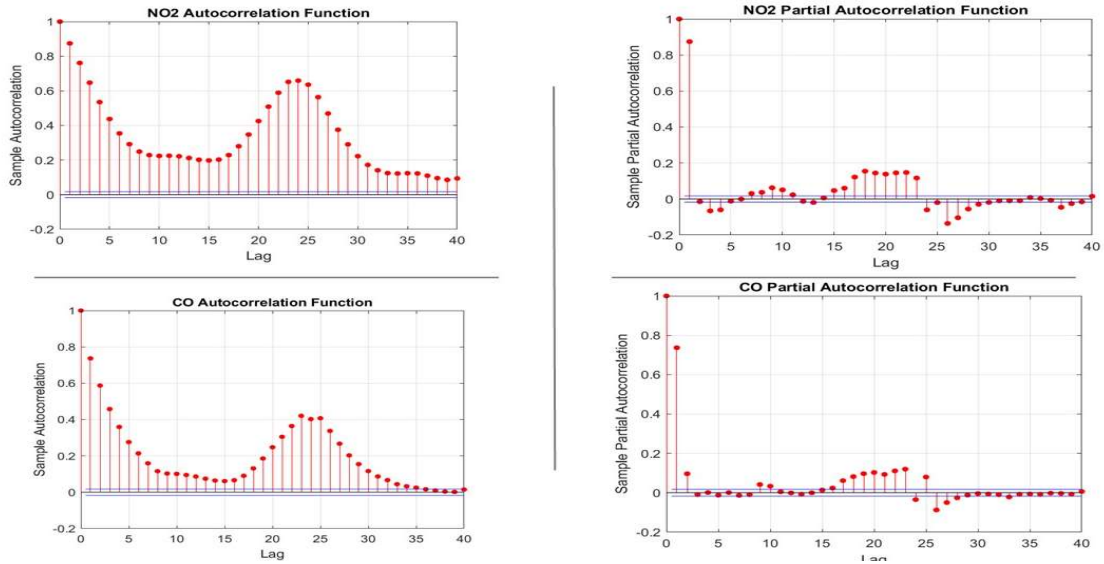 NO2 Autocorrelation Function
Sample Autocorrelation
1
0.8
0.6
0.4
0.2
0
-0.2
0 5 10 15 20 25 30 35 40
Lag
NO2 Partial Autocorrelation Function
Sample Partial Autocorrelation
1
0.8
0.6
0.4
0.2
0
-0.2
0 5 10 15 20 25 30 35 40
Lag
CO Autocorrelation Function
Sample Autocorrelation
1
0.8
0.6
0.4
0.2
0
-0.2
0 5 10 15 20 25 30 35 40
Lag
CO Partial Autocorrelation Function
Sample Partial Autocorrelation
1
0.8
0.6
0.4
0.2
0
-0.2
0 5 10 15 20 25 30 35 40
Lag